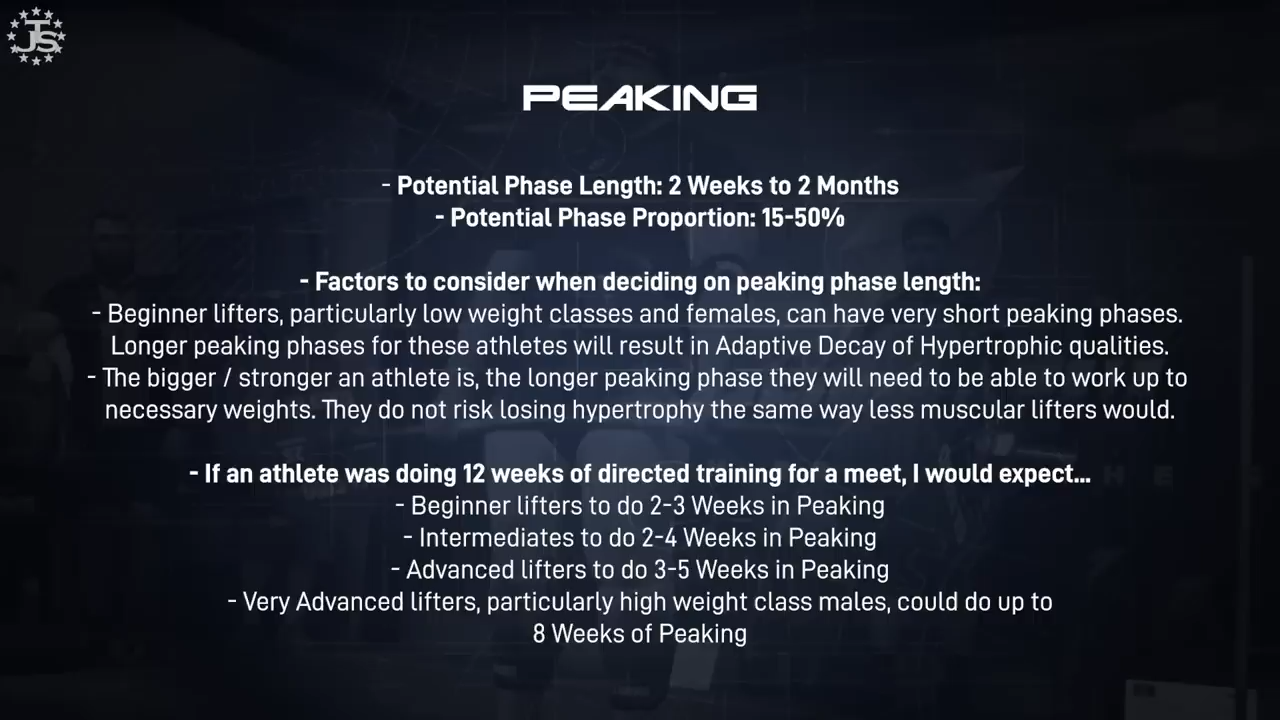 JTS
PEAKING
- Potential Phase Length: 2 Weeks to 2 Months
- Potential Phase Proportion: 15-50%
- Factors to consider when deciding on peaking phase length:
- Beginner lifters, particularly low weight classes and females, can have very short peaking phases.
Longer peaking phases for these athletes will result in Adaptive Decay of Hypertrophic qualities.
- The bigger / stronger an athlete is, the longer peaking phase they will need to be able to work up to
necessary weights. They do not risk losing hypertrophy the same way less muscular lifters would.
- If an athlete was doing 12 weeks of directed training for a meet, I would expect...
- Beginner lifters to do 2-3 Weeks in Peaking
- Intermediates to do 2-4 Weeks in Peaking
- Advanced lifters to do 3-5 Weeks in Peaking
- Very Advanced lifters, particularly high weight class males, could do up to
8 Weeks of Peaking